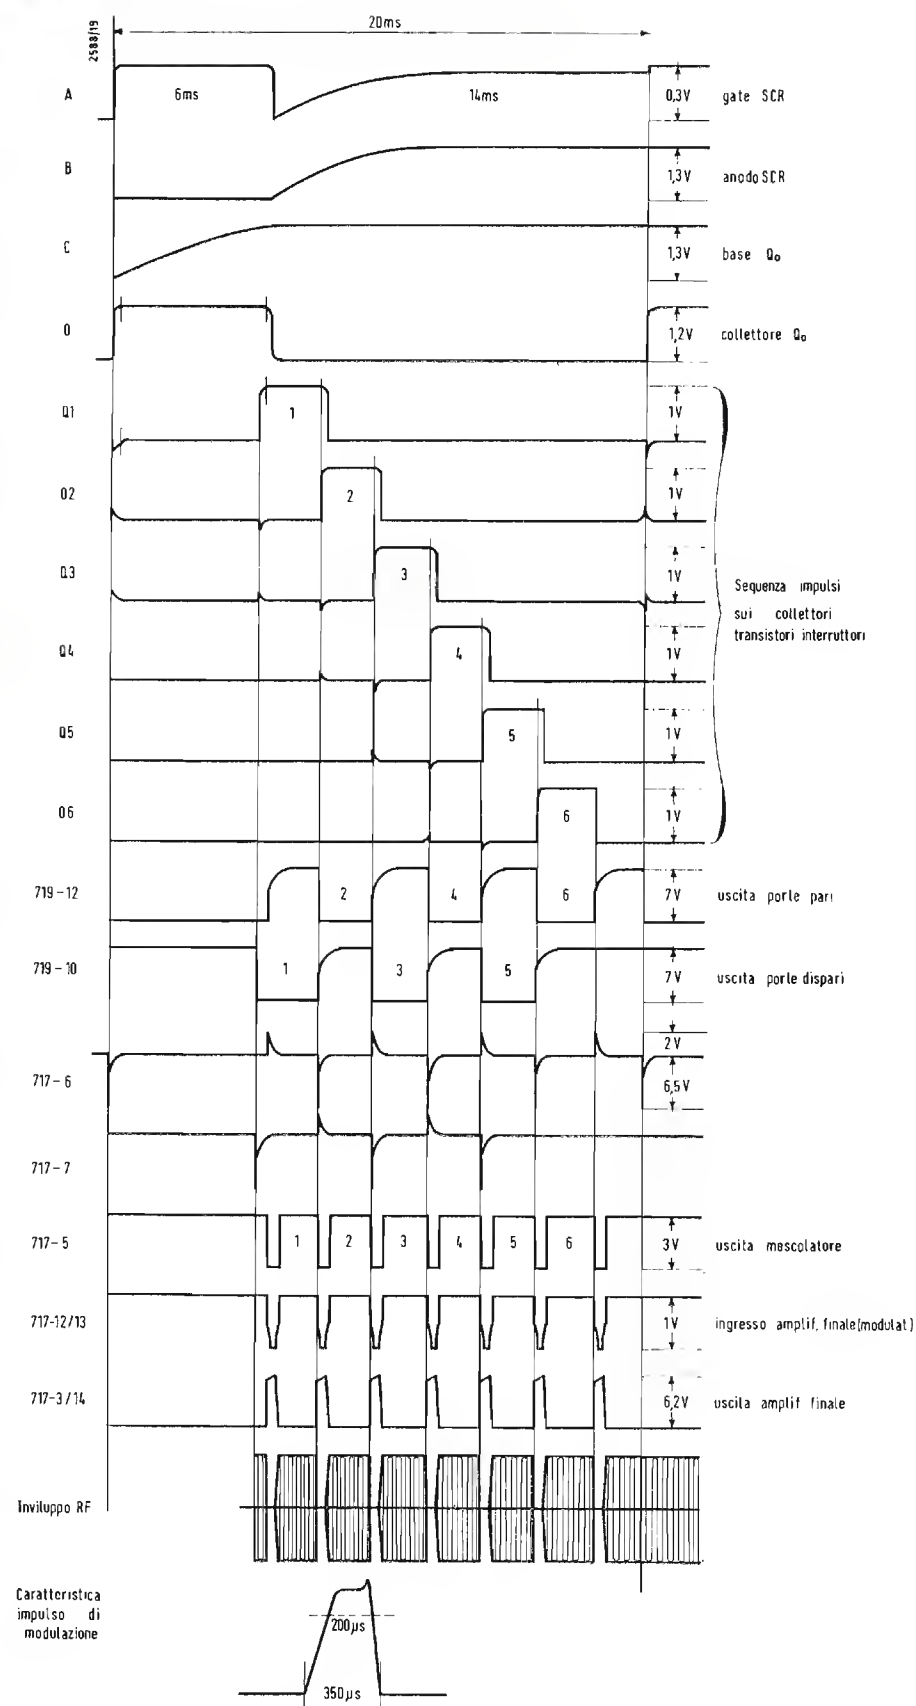 2588/19
20ms
A
6ms
14ms
0,3V
gate SCR
B
1,3V
anodo SCR
C
1,3V
base Q₀
0
1,2V
collettore Q₀
Q1
1
1V
02
2
1V
Q3
3
1V
Sequenza impulsi
sui collettori
transistori interruttori
Q4
4
1V
Q5
5
1V
06
6
1V
719-12
2
4
6
7V
uscita porle pari
719-10
1
3
5
7V
uscita porle dispari
2V
717-6
6,5V
717-7
717-5
1
2
3
4
5
6
3V
uscita mescolatore
717-12/13
1V
ingresso amplif, finale(modulat.)
717-3/14
6,2V
uscita amplif finale
Inviluppo RF
Caratteristica
impulso di
modulazione
200µs
350µs